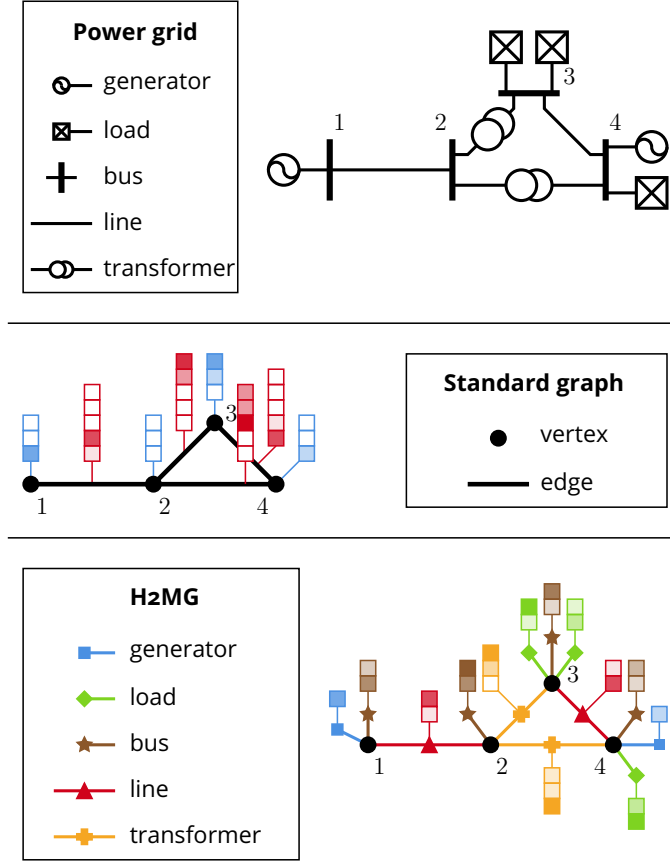 Power grid
generator
load
bus
line
transformer
1
2
3
4
1
2
3
4
Standard graph
vertex
edge
H2MG
generator
load
bus
line
transformer
1
2
3
4